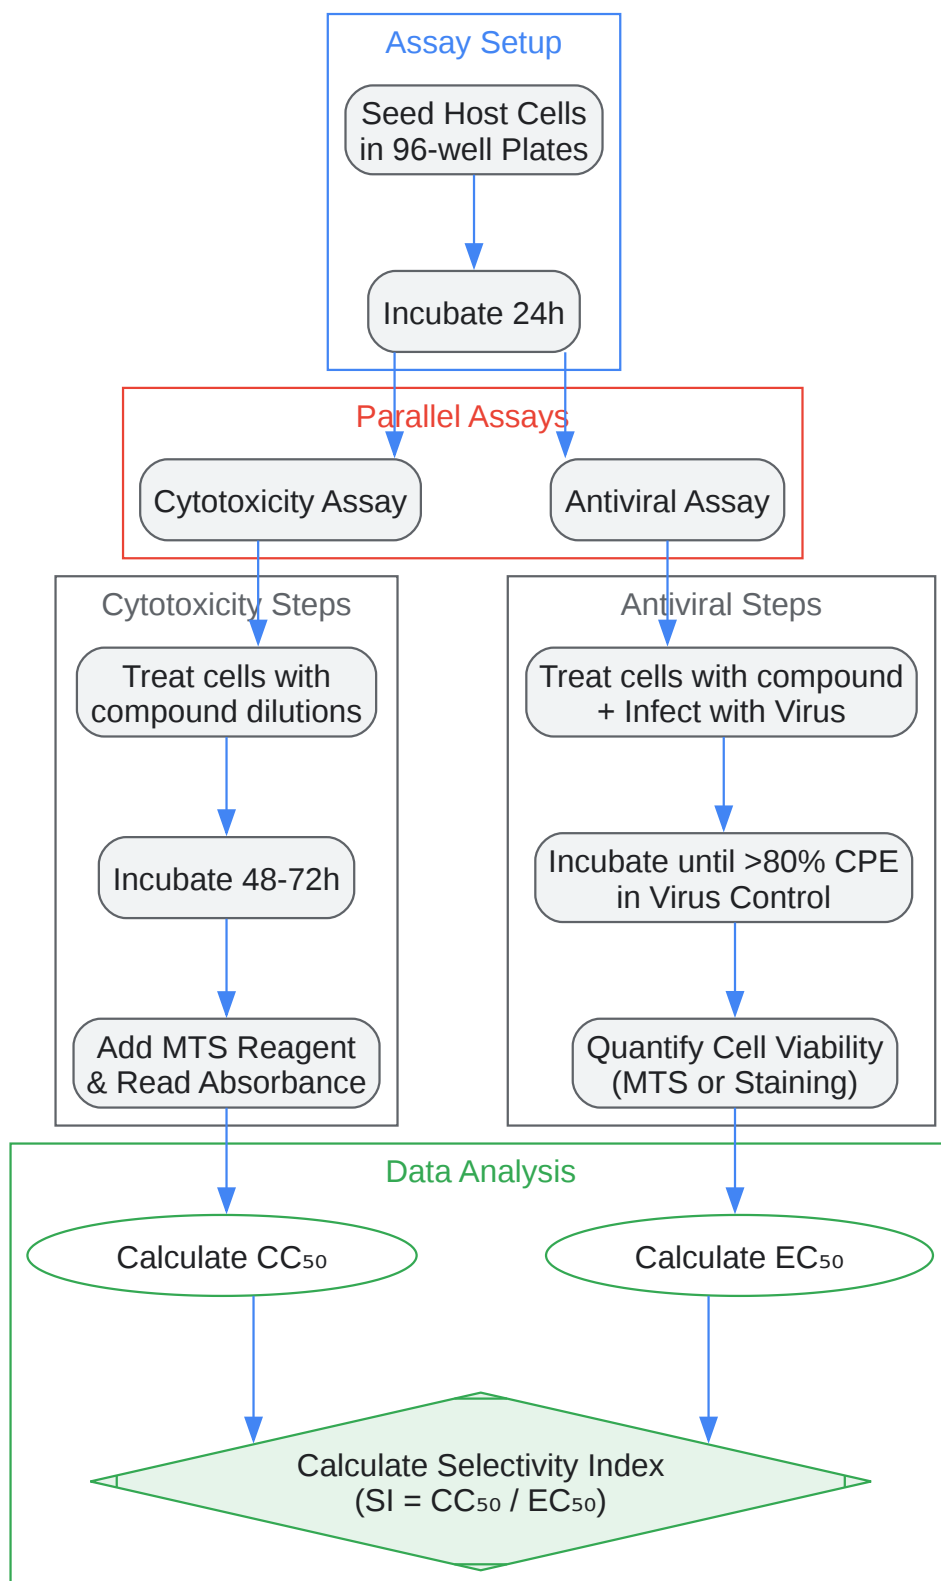 Assay Setup
Seed Host Cells
in 96-well Plates
Incubate 24h
Parallel Assays
Cytotoxicity Assay
Antiviral Assay
Cytotoxicity Steps
Treat cells with
compound dilutions
Incubate 48-72h
Add MTS Reagent
& Read Absorbance
Antiviral Steps
Treat cells with compound
+ Infect with Virus
Incubate until >80% CPE
in Virus Control
Quantify Cell Viability
(MTS or Staining)
Data Analysis
Calculate CC₅₀
Calculate EC₅₀
Calculate Selectivity Index
(SI = CC₅₀ / EC₅₀)